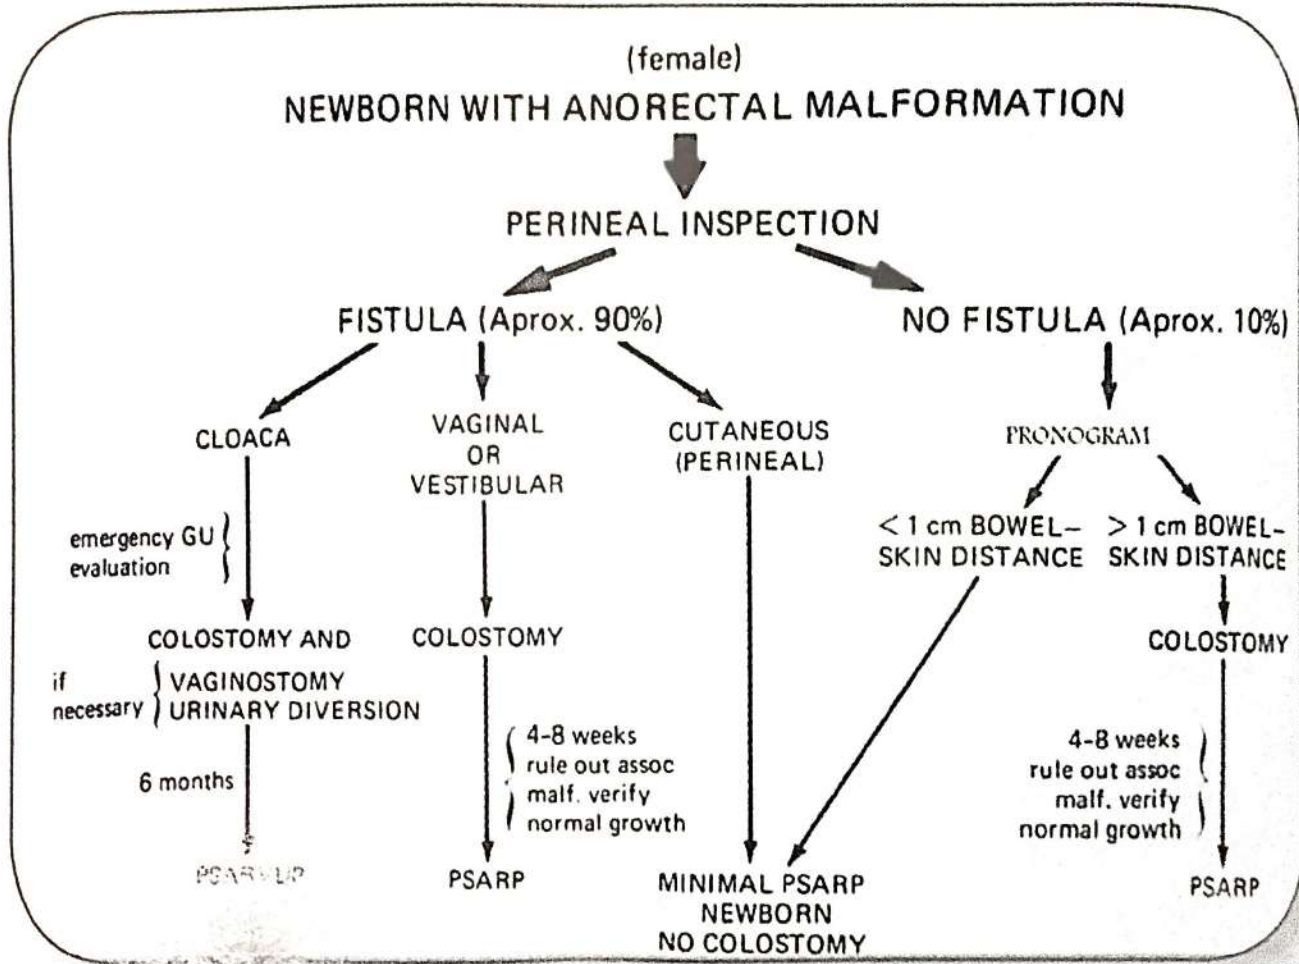 (female)
NEWBORN WITH ANORECTAL MALFORMATION
PERINEAL INSPECTION
FISTULA (Aprox. 90%)
NO FISTULA (Aprox. 10%)
CLOACA
VAGINAL
OR
VESTIBULAR
CUTANEOUS
(PERINEAL)
PRONOGRAM
emergency GU
evaluation
< 1 cm BOWEL–
SKIN DISTANCE
> 1 cm BOWEL–
SKIN DISTANCE
COLOSTOMY AND
if
necessary
VAGINOSTOMY
URINARY DIVERSION
COLOSTOMY
COLOSTOMY
6 months
4-8 weeks
rule out assoc
malf. verify
normal growth
4-8 weeks
rule out assoc
malf. verify
normal growth
PSARP
MINIMAL PSARP
NEWBORN
NO COLOSTOMY
PSARP